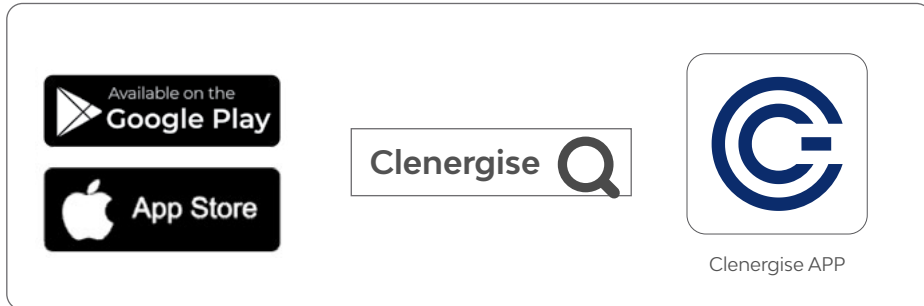 Available on the
Google Play
App Store
Clenergise
Clenergise APP